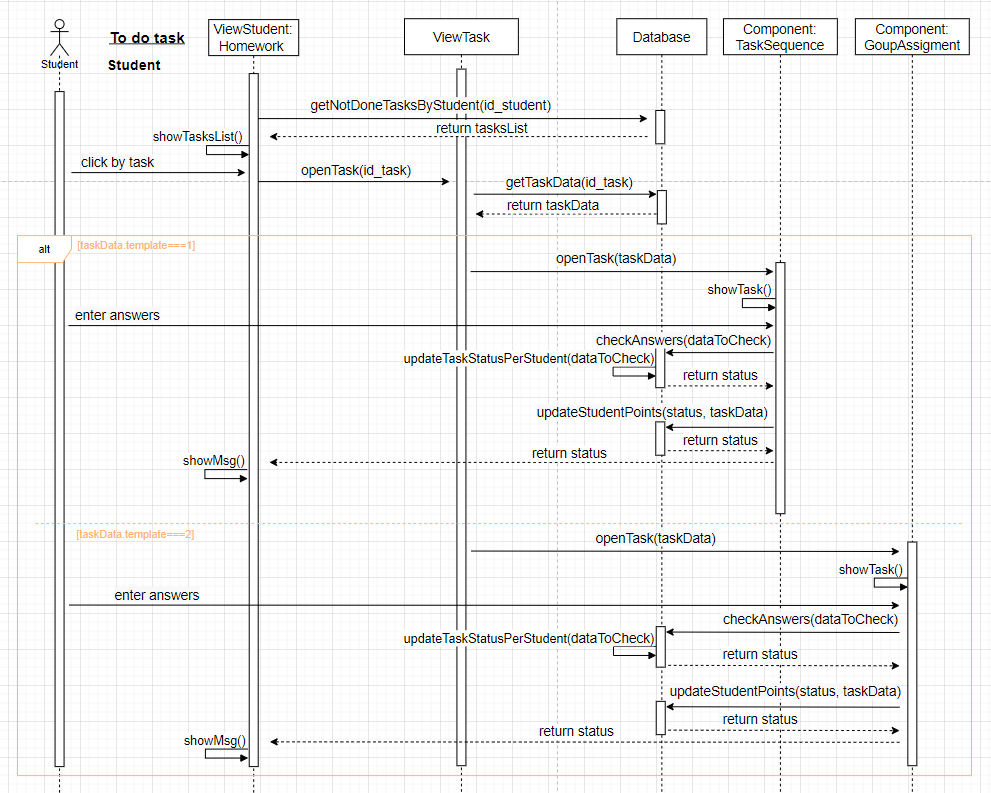 To do task
Student
Student
ViewStudent:
Homework
ViewTask
Database
Component:
TaskSequence
Component:
GoupAssigment
getNotDoneTasksByStudent(id_student)
return tasksList
showTasksList()
click by task
openTask(id_task)
getTaskData(id_task)
return taskData
alt
[taskData.template===1]
openTask(taskData)
showTask()
enter answers
checkAnswers(dataToCheck)
updateTaskStatusPerStudent(dataToCheck)
return status
updateStudentPoints(status, taskData)
return status
return status
showMsg()
[taskData.template===2]
openTask(taskData)
showTask()
enter answers
checkAnswers(dataToCheck)
updateTaskStatusPerStudent(dataToCheck)
return status
updateStudentPoints(status, taskData)
return status
return status
showMsg()